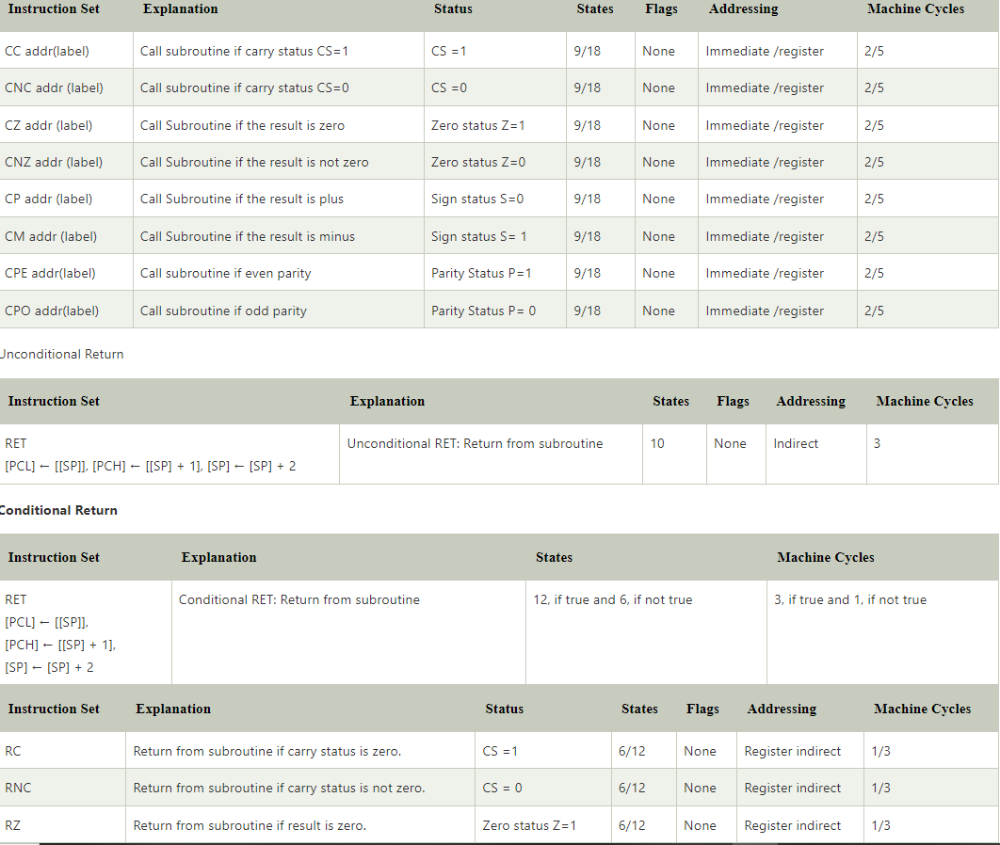 Instruction Set Explanation Status States Flags Addressing Machine Cycles
CC addr(label) Call subroutine if carry status CS=1 CS =1 9/18 None Immediate /register 2/5
CNC addr (label) Call subroutine if carry status CS=0 CS =0 9/18 None Immediate /register 2/5
CZ addr (label) Call Subroutine if the result is zero Zero status Z=1 9/18 None Immediate /register 2/5
CNZ addr (label) Call Subroutine if the result is not zero Zero status Z=0 9/18 None Immediate /register 2/5
CP addr (label) Call Subroutine if the result is plus Sign status S=0 9/18 None Immediate /register 2/5
CM addr (label) Call Subroutine if the result is minus Sign status S= 1 9/18 None Immediate /register 2/5
CPE addr(label) Call subroutine if even parity Parity Status P=1 9/18 None Immediate /register 2/5
CPO addr(label) Call subroutine if odd parity Parity Status P= 0 9/18 None Immediate /register 2/5
Unconditional Return
Instruction Set Explanation States Flags Addressing Machine Cycles
RET Unconditional RET: Return from subroutine 10 None Indirect 3
[PCL] ← [[SP]], [PCH] ← [[SP] + 1], [SP] ← [SP] + 2
Conditional Return
Instruction Set Explanation States Machine Cycles
RET Conditional RET: Return from subroutine 12, if true and 6, if not true 3, if true and 1, if not true
[PCL] ← [[SP]],
[PCH] ← [[SP] + 1],
[SP] ← [SP] + 2
Instruction Set Explanation Status States Flags Addressing Machine Cycles
RC Return from subroutine if carry status is zero. CS =1 6/12 None Register indirect 1/3
RNC Return from subroutine if carry status is not zero. CS = 0 6/12 None Register indirect 1/3
RZ Return from subroutine if result is zero. Zero status Z=1 6/12 None Register indirect 1/3